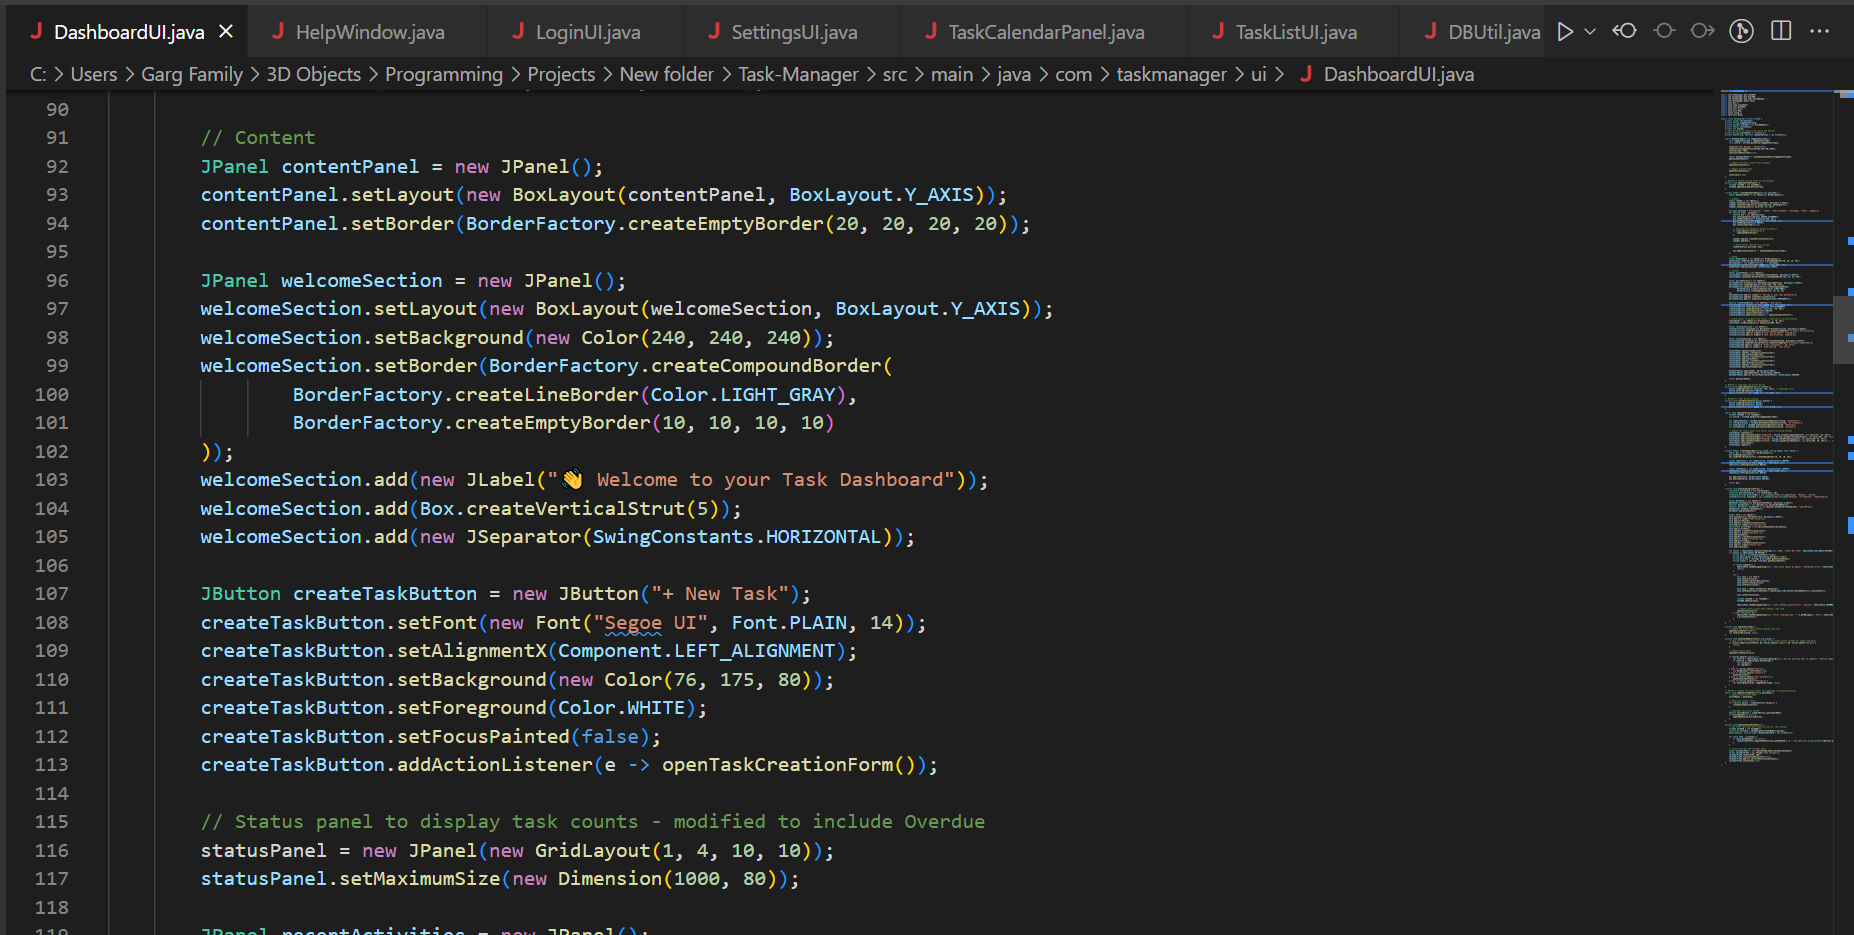 DashboardUI.java HelpWindow.java LoginUI.java SettingsUI.java TaskCalendarPanel.java TaskListUI.java DBUtil.java
C: > Users > Garg Family > 3D Objects > Programming > Projects > New folder > Task-Manager > src > main > java > com > taskmanager > ui > DashboardUI.java
90
91 // Content
92 JPanel contentPanel = new JPanel();
93 contentPanel.setLayout(new BoxLayout(contentPanel, BoxLayout.Y_AXIS));
94 contentPanel.setBorder(BorderFactory.createEmptyBorder(20, 20, 20, 20));
95
96 JPanel welcomeSection = new JPanel();
97 welcomeSection.setLayout(new BoxLayout(welcomeSection, BoxLayout.Y_AXIS));
98 welcomeSection.setBackground(new Color(240, 240, 240));
99 welcomeSection.setBorder(BorderFactory.createCompoundBorder(
100 BorderFactory.createLineBorder(Color.LIGHT_GRAY),
101 BorderFactory.createEmptyBorder(10, 10, 10, 10)
102 ));
103 welcomeSection.add(new JLabel("👋 Welcome to your Task Dashboard"));
104 welcomeSection.add(Box.createVerticalStrut(5));
105 welcomeSection.add(new JSeparator(SwingConstants.HORIZONTAL));
106
107 JButton createTaskButton = new JButton("+ New Task");
108 createTaskButton.setFont(new Font("Segoe UI", Font.PLAIN, 14));
109 createTaskButton.setAlignmentX(Component.LEFT_ALIGNMENT);
110 createTaskButton.setBackground(new Color(76, 175, 80));
111 createTaskButton.setForeground(Color.WHITE);
112 createTaskButton.setFocusPainted(false);
113 createTaskButton.addActionListener(e -> openTaskCreationForm());
114
115 // Status panel to display task counts - modified to include Overdue
116 statusPanel = new JPanel(new GridLayout(1, 4, 10, 10));
117 statusPanel.setMaximumSize(new Dimension(1000, 80));
118
119 JPanel recentActivities = new JPanel();